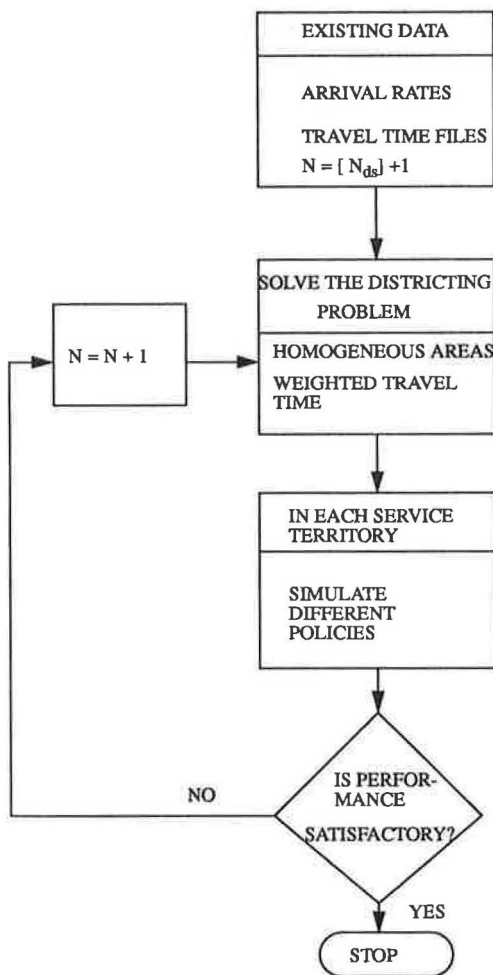 EXISTING DATA
ARRIVAL RATES
TRAVEL TIME FILES
N = [ N_ds] +1
SOLVE THE DISTRICTING
PROBLEM
N = N + 1
HOMOGENEOUS AREAS
WEIGHTED TRAVEL
TIME
IN EACH SERVICE
TERRITORY
SIMULATE
DIFFERENT
POLICIES
IS PERFOR-
MANCE
SATISFACTORY?
NO
YES
STOP